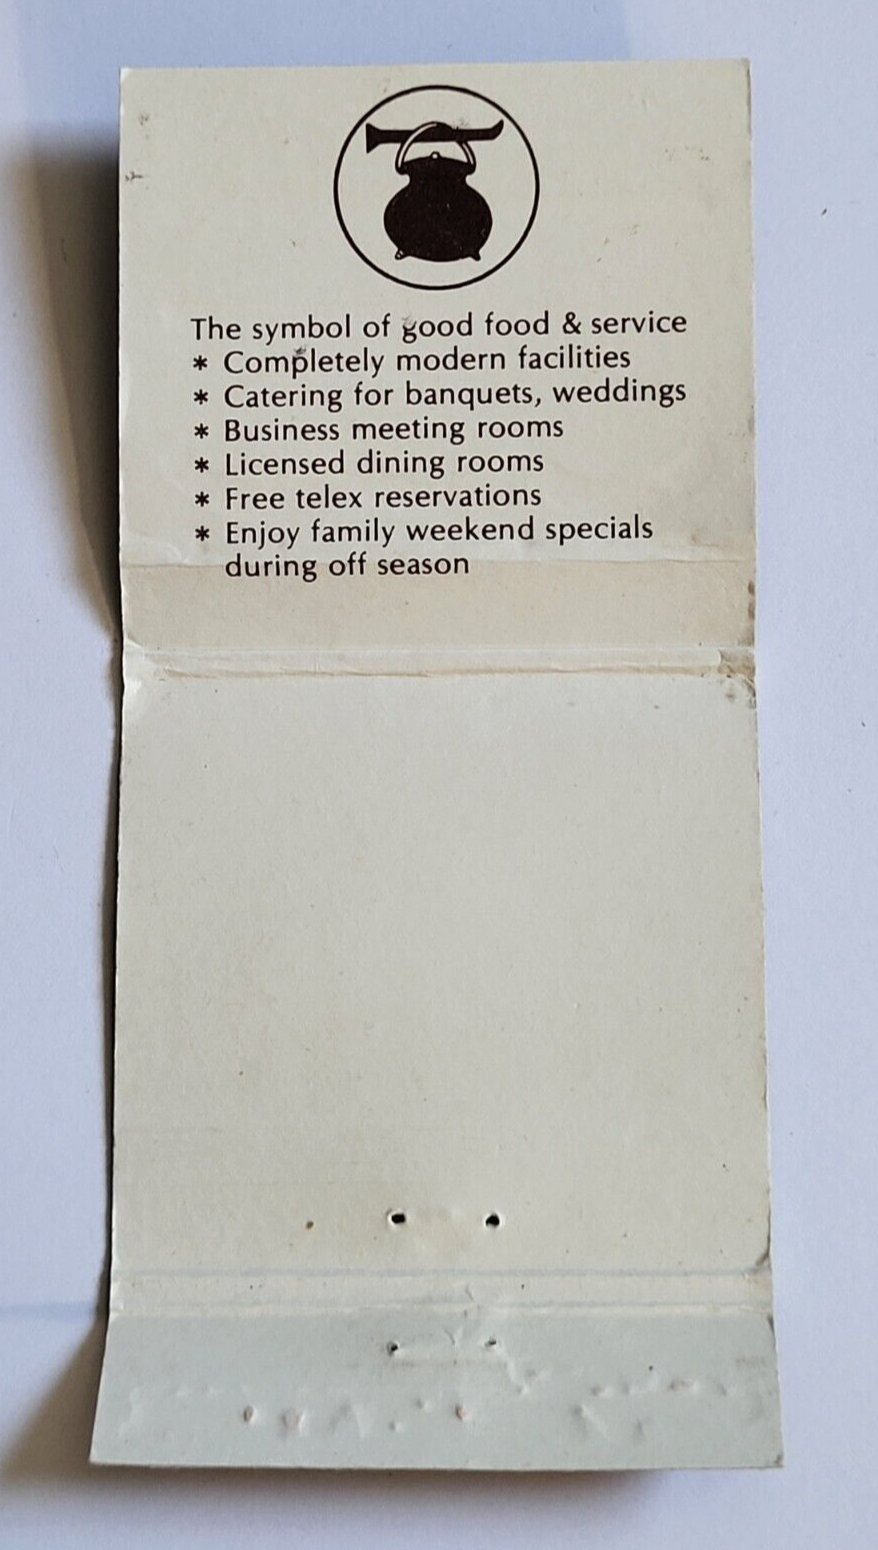 The symbol of good food & service
* Completely modern facilities
* Catering for banquets, weddings
* Business meeting rooms
* Licensed dining rooms
* Free telex reservations
* Enjoy family weekend specials
during off season